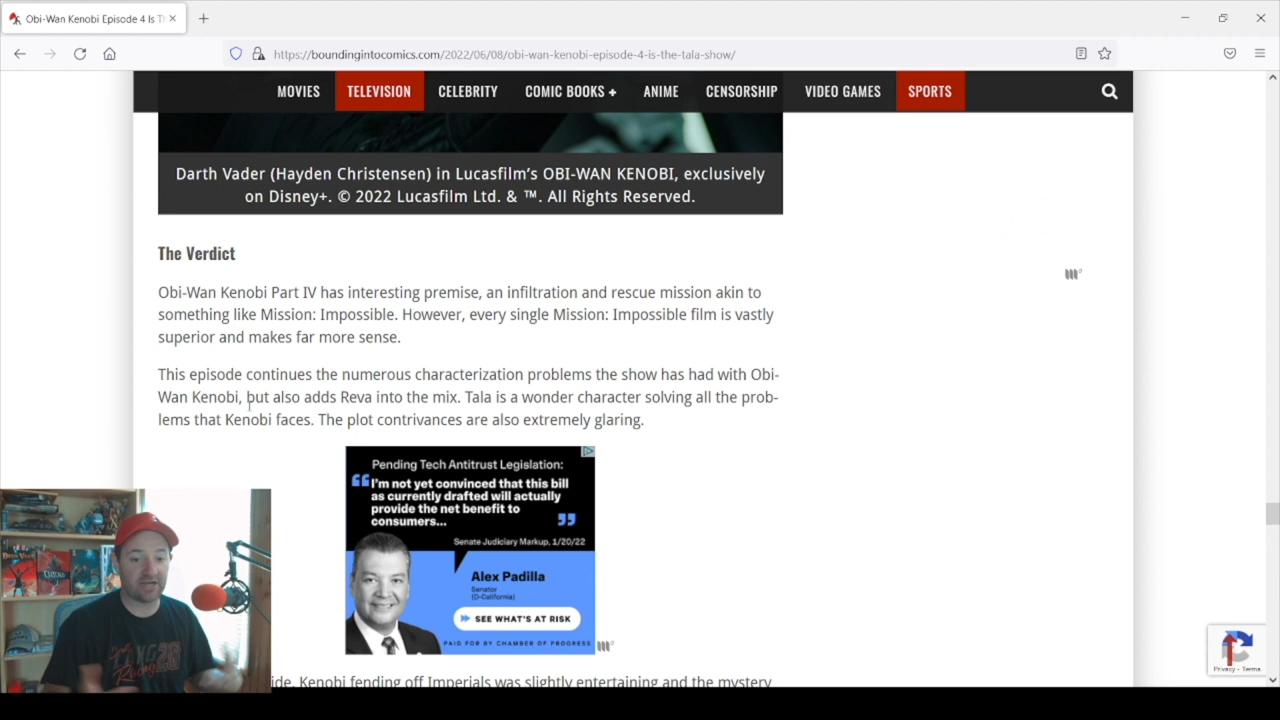 Obi-Wan Kenobi Episode 4 Is Th
https://boundingintocomics.com/2022/06/08/obi-wan-kenobi-episode-4-is-the-tala-show/
MOVIES TELEVISION CELEBRITY COMIC BOOKS + ANIME CENSORSHIP VIDEO GAMES SPORTS
Darth Vader (Hayden Christensen) in Lucasfilm’s OBI-WAN KENOBI, exclusively
on Disney+. © 2022 Lucasfilm Ltd. & ™. All Rights Reserved.
The Verdict
Obi-Wan Kenobi Part IV has interesting premise, an infiltration and rescue mission akin to
something like Mission: Impossible. However, every single Mission: Impossible film is vastly
superior and makes far more sense.
This episode continues the numerous characterization problems the show has had with Obi-
Wan Kenobi, but also adds Reva into the mix. Tala is a wonder character solving all the prob-
lems that Kenobi faces. The plot contrivances are also extremely glaring.
Pending Tech Antitrust Legislation:
“I'm not yet convinced that this bill
as currently drafted will actually
provide the net benefit to
consumers... ”
Senate Judiciary Markup, 1/20/22
Alex Padilla
Senator
(D-California)
SEE WHAT'S AT RISK
PAID FOR BY CHAMBER OF PROGRESS
ide, Kenobi fending off Imperials was slightly entertaining and the mystery
Privacy - Terms